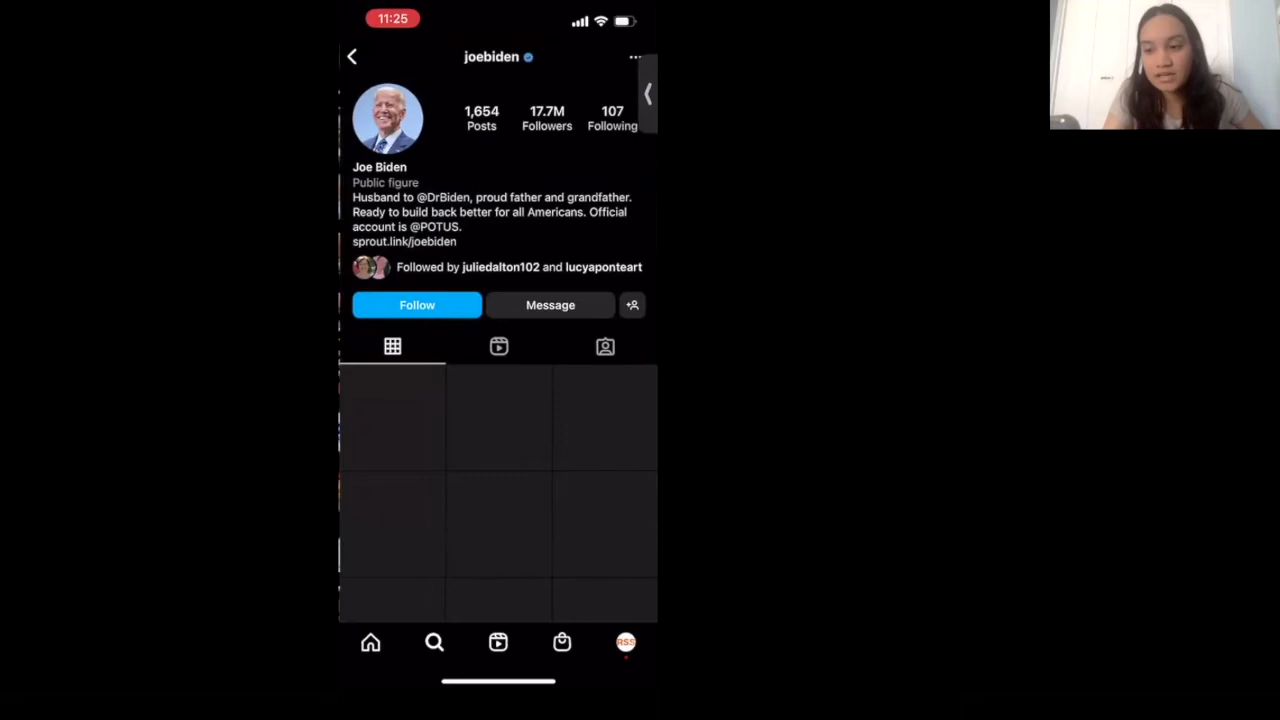 11:25
joebiden
1,654 17.7M 107
Posts Followers Following
Joe Biden
Public figure
Husband to @DrBiden, proud father and grandfather.
Ready to build back better for all Americans. Official
account is @POTUS.
sprout.link/joebiden
Followed by juliedalton102 and lucyaponteart
Follow Message
RSS